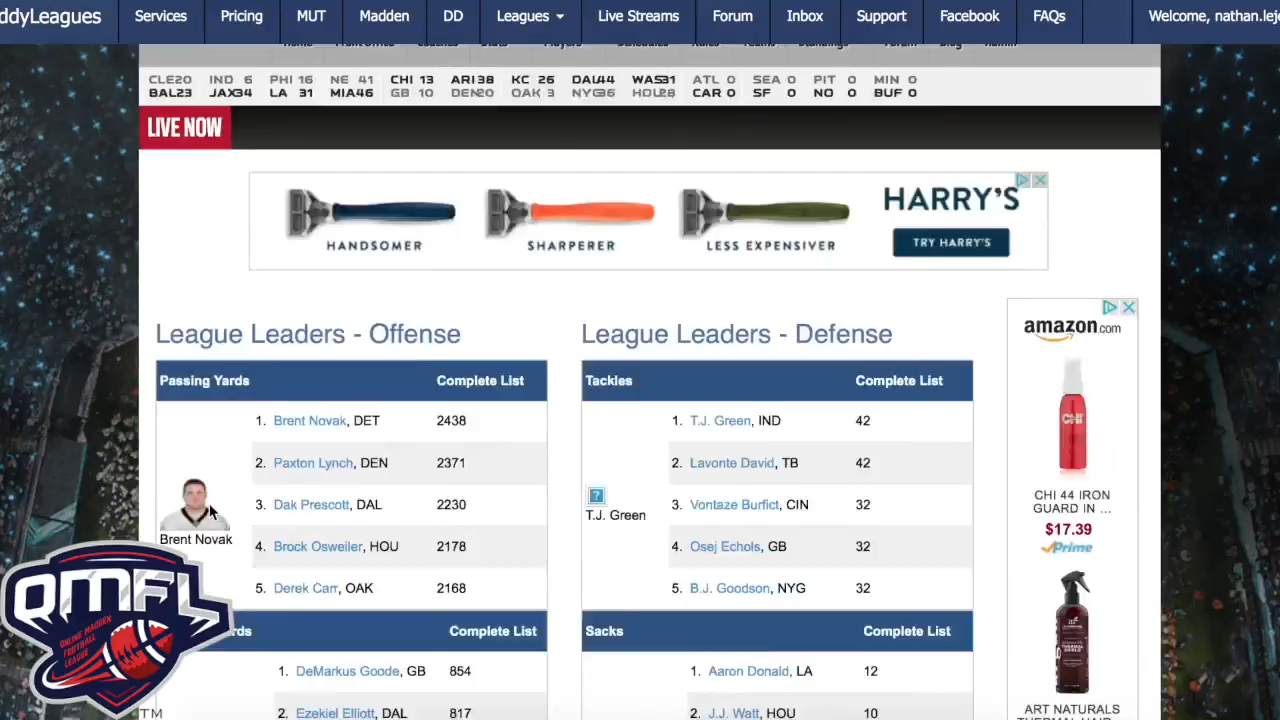 ddyLeagues Services Pricing MUT Madden DD Leagues Live Streams Forum Inbox Support Facebook FAQs Welcome, nathan.leje
CLE20 IND 6 PHI 16 NE 41 CHI 13 ARI38 KC 26 DAL44 WAS31 ATL 0 SEA 0 PIT 0 MIN 0
BAL23 JAX34 LA 31 MIA46 GB 10 DEN20 OAK 3 NYG36 HOU28 CAR 0 SF 0 NO 0 BUF 0
LIVE NOW
HARRY'S
HANDSOMER SHARPERER LESS EXPENSIVER TRY HARRY'S
League Leaders - Offense
Passing Yards Complete List
1. Brent Novak, DET 2438
2. Paxton Lynch, DEN 2371
3. Dak Prescott, DAL 2230
4. Brock Osweiler, HOU 2178
5. Derek Carr, OAK 2168
Brent Novak
rds Complete List
1. DeMarkus Goode, GB 854
2. Ezekiel Elliott, DAL 817
League Leaders - Defense
Tackles Complete List
1. T.J. Green, IND 42
2. Lavonte David, TB 42
3. Vontaze Burfict, CIN 32
4. Osej Echols, GB 32
5. B.J. Goodson, NYG 32
T.J. Green
Sacks Complete List
1. Aaron Donald, LA 12
2. J.J. Watt, HOU 10
amazon.com
CHI
CHI 44 IRON
GUARD IN ...
$17.39
Prime
ART NATURALS
OMFL
ONLINE MADDEN
FOOTBALL
LEAGUE
TM